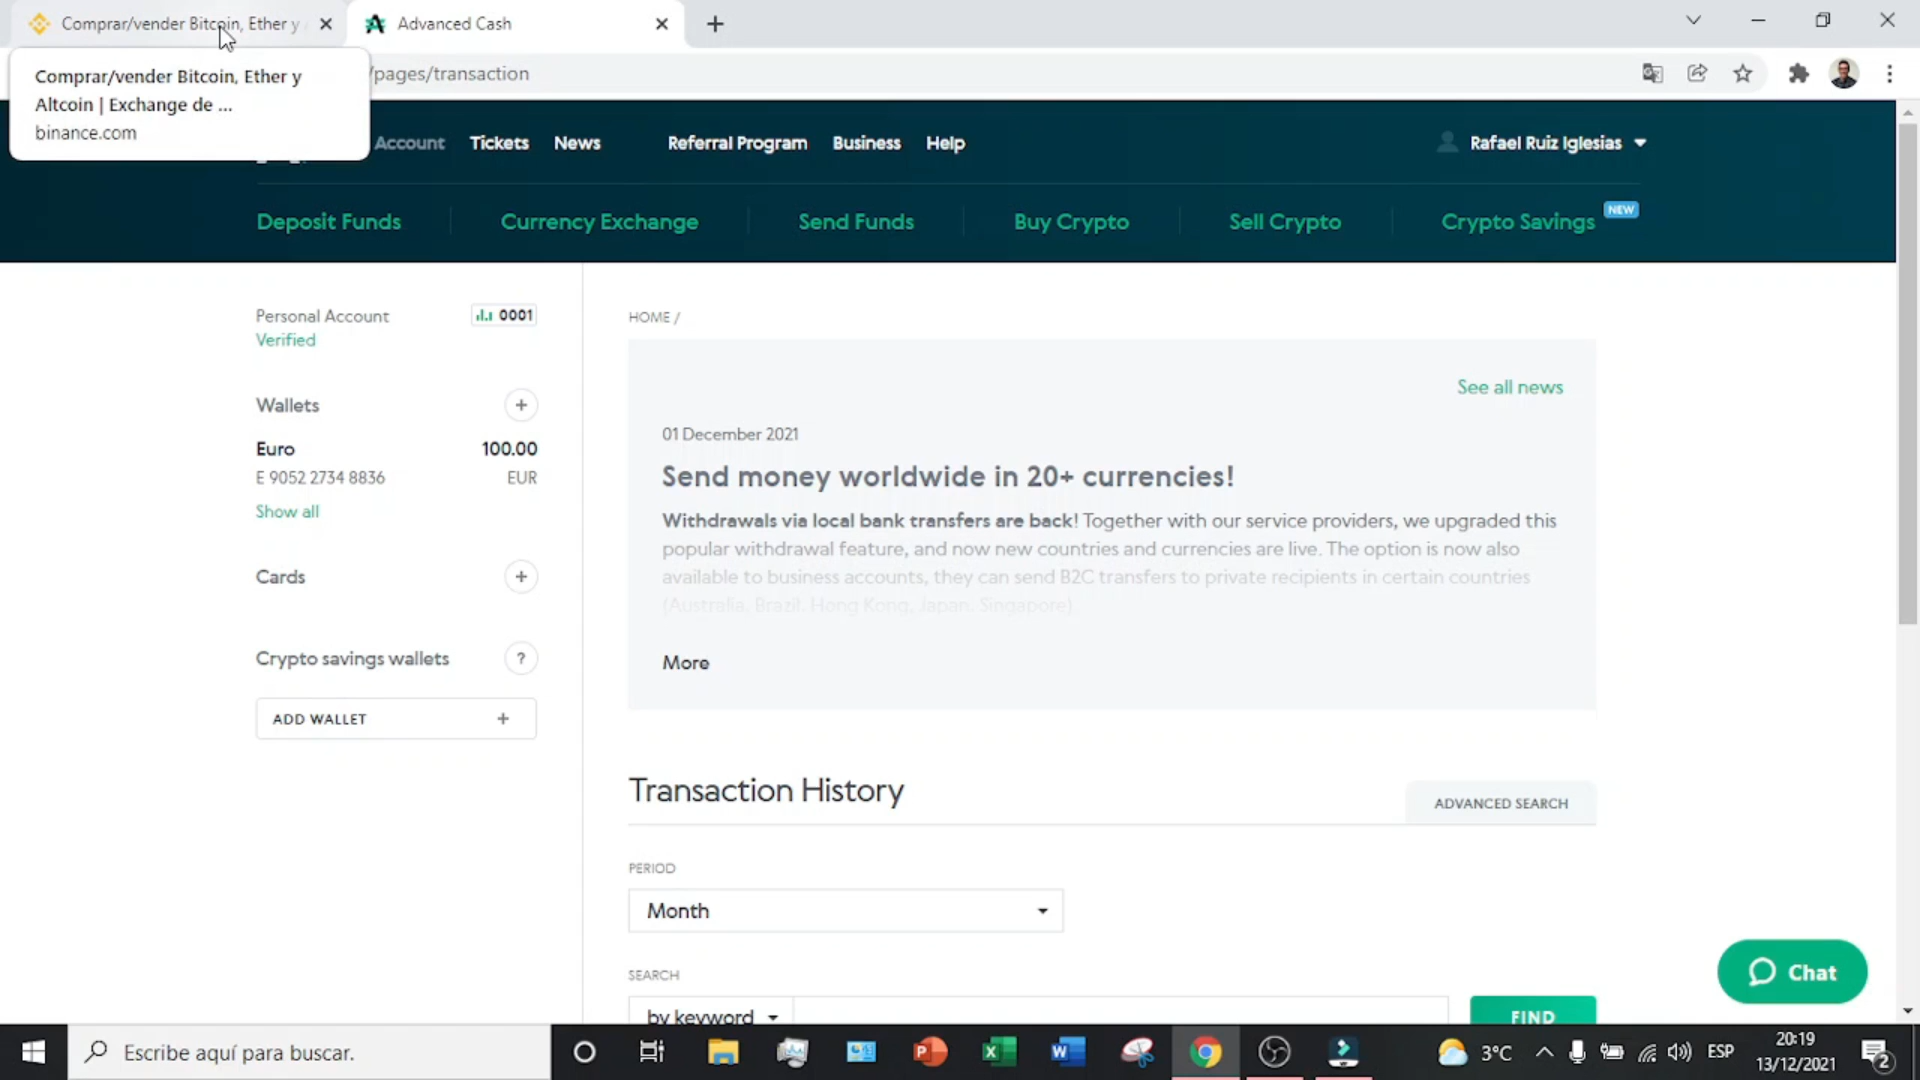 Comprar/vender Bitcoin, Ether y
Advanced Cash
Comprar/vender Bitcoin, Ether y
Altcoin | Exchange de ...
binance.com
/pages/transaction
Account
Tickets
News
Referral Program
Business
Help
Rafael Ruiz Iglesias
Deposit Funds
Currency Exchange
Send Funds
Buy Crypto
Sell Crypto
Crypto Savings
NEW
Personal Account
0001
Verified
Wallets
Euro
100.00
E 9052 2734 8836
EUR
Show all
Cards
Crypto savings wallets
?
ADD WALLET
HOME /
See all news
01 December 2021
Send money worldwide in 20+ currencies!
Withdrawals via local bank transfers are back! Together with our service providers, we upgraded this
popular withdrawal feature, and now new countries and currencies are live. The option is now also
available to business accounts, they can send B2C transfers to private recipients in certain countries
(Australia, Brazil, Hong Kong, Japan, Singapore)
More
Transaction History
ADVANCED SEARCH
PERIOD
Month
SEARCH
by keyword
FIND
Chat
Escribe aquí para buscar.
3°C
ESP
20:19
13/12/2021
2